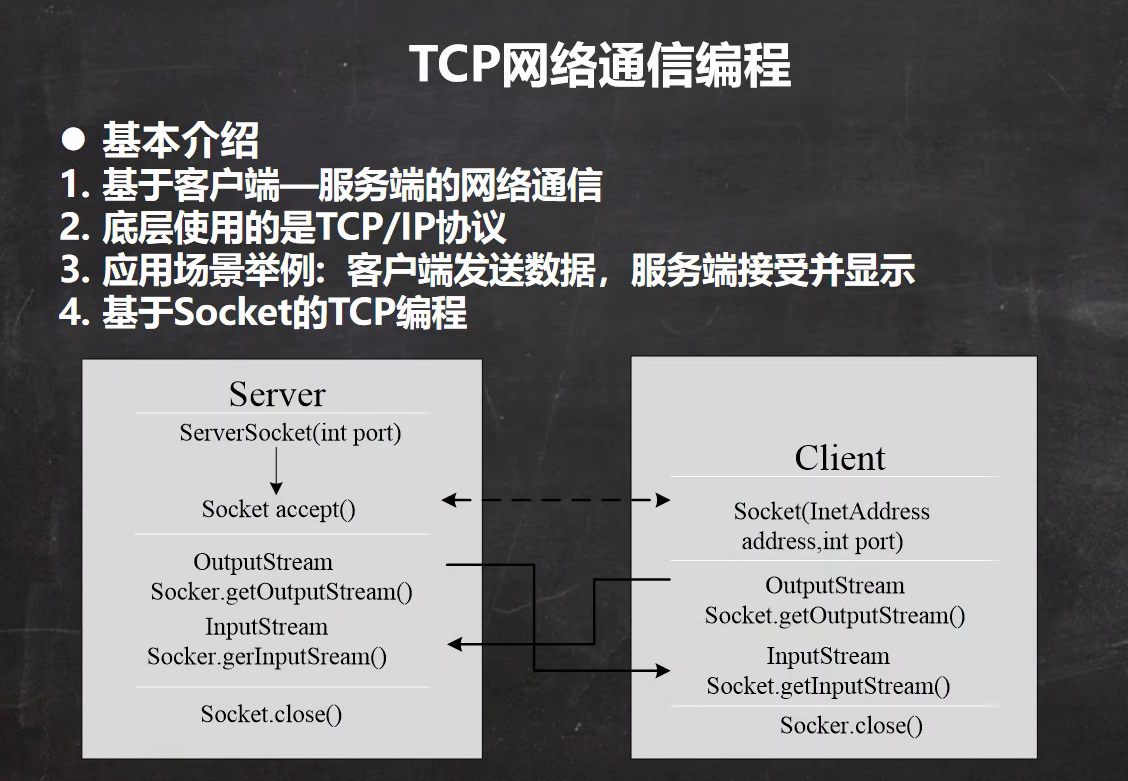 TCP网络通信编程
● 基本介绍
1. 基于客户端—服务端的网络通信
2. 底层使用的是TCP/IP协议
3. 应用场景举例: 客户端发送数据，服务端接受并显示
4. 基于Socket的TCP编程
Server
ServerSocket(int port)
Socket accept()
OutputStream
Socker.getOutputStream()
InputStream
Socker.gerInputSream()
Socket.close()
Client
Socket(InetAddress
address,int port)
OutputStream
Socket.getOutputStream()
InputStream
Socket.getInputStream()
Socker.close()